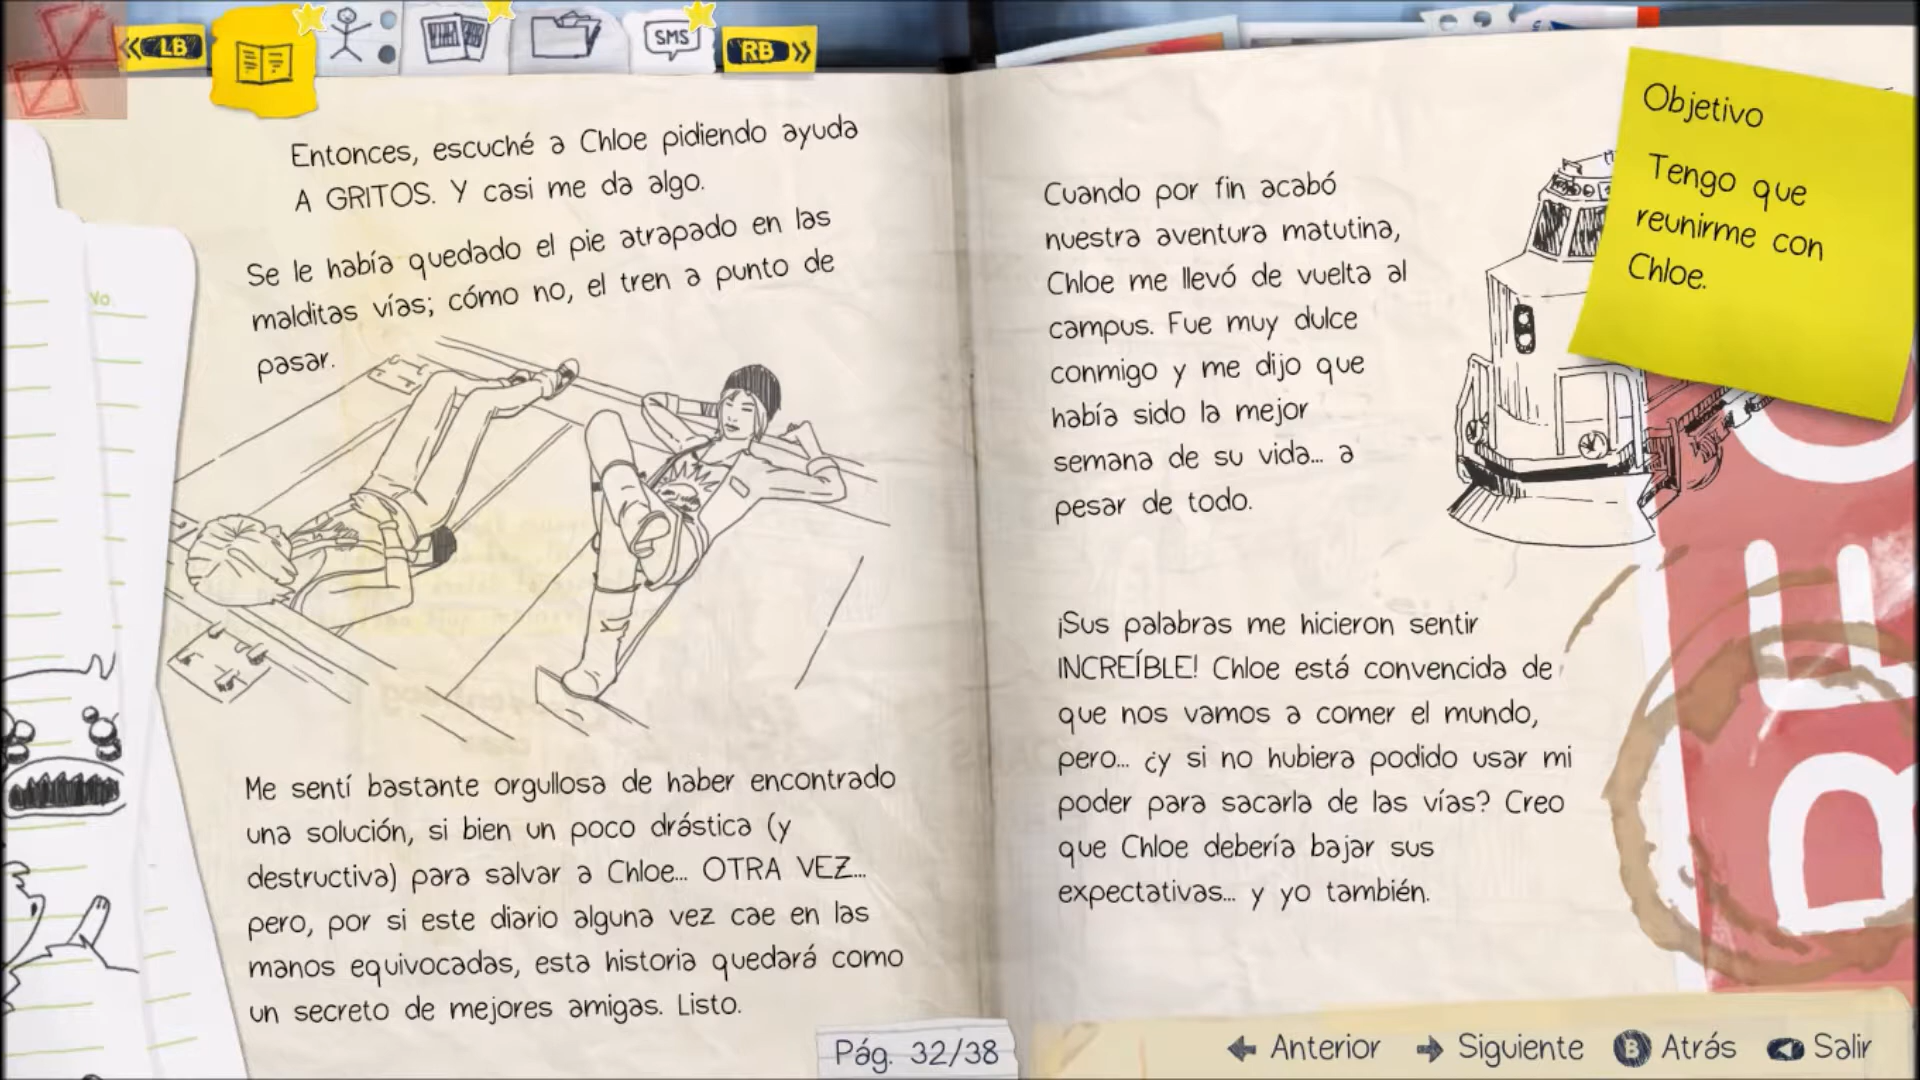 LB
SMS
RB
No.
Entonces, escuché a Chloe pidiendo ayuda
A GRITOS. Y casi me da algo.
Se le había quedado el pie atrapado en las
malditas vías; cómo no, el tren a punto de
pasar.
Me sentí bastante orgullosa de haber encontrado
una solución, si bien un poco drástica (y
destructiva) para salvar a Chloe... OTRA VEZ...
pero, por si este diario alguna vez cae en las
manos equivocadas, esta historia quedará como
un secreto de mejores amigas. Listo.
Cuando por fin acabó
nuestra aventura matutina,
Chloe me llevó de vuelta al
campus. Fue muy dulce
conmigo y me dijo que
había sido la mejor
semana de su vida... a
pesar de todo.
¡Sus palabras me hicieron sentir
INCREÍBLE! Chloe está convencida de
que nos vamos a comer el mundo,
pero... ¿y si no hubiera podido usar mi
poder para sacarla de las vías? Creo
que Chloe debería bajar sus
expectativas... y yo también.
Objetivo
Tengo que
reunirme con
Chloe.
Pág. 32/38
Anterior
Siguiente
B
Atrás
Salir